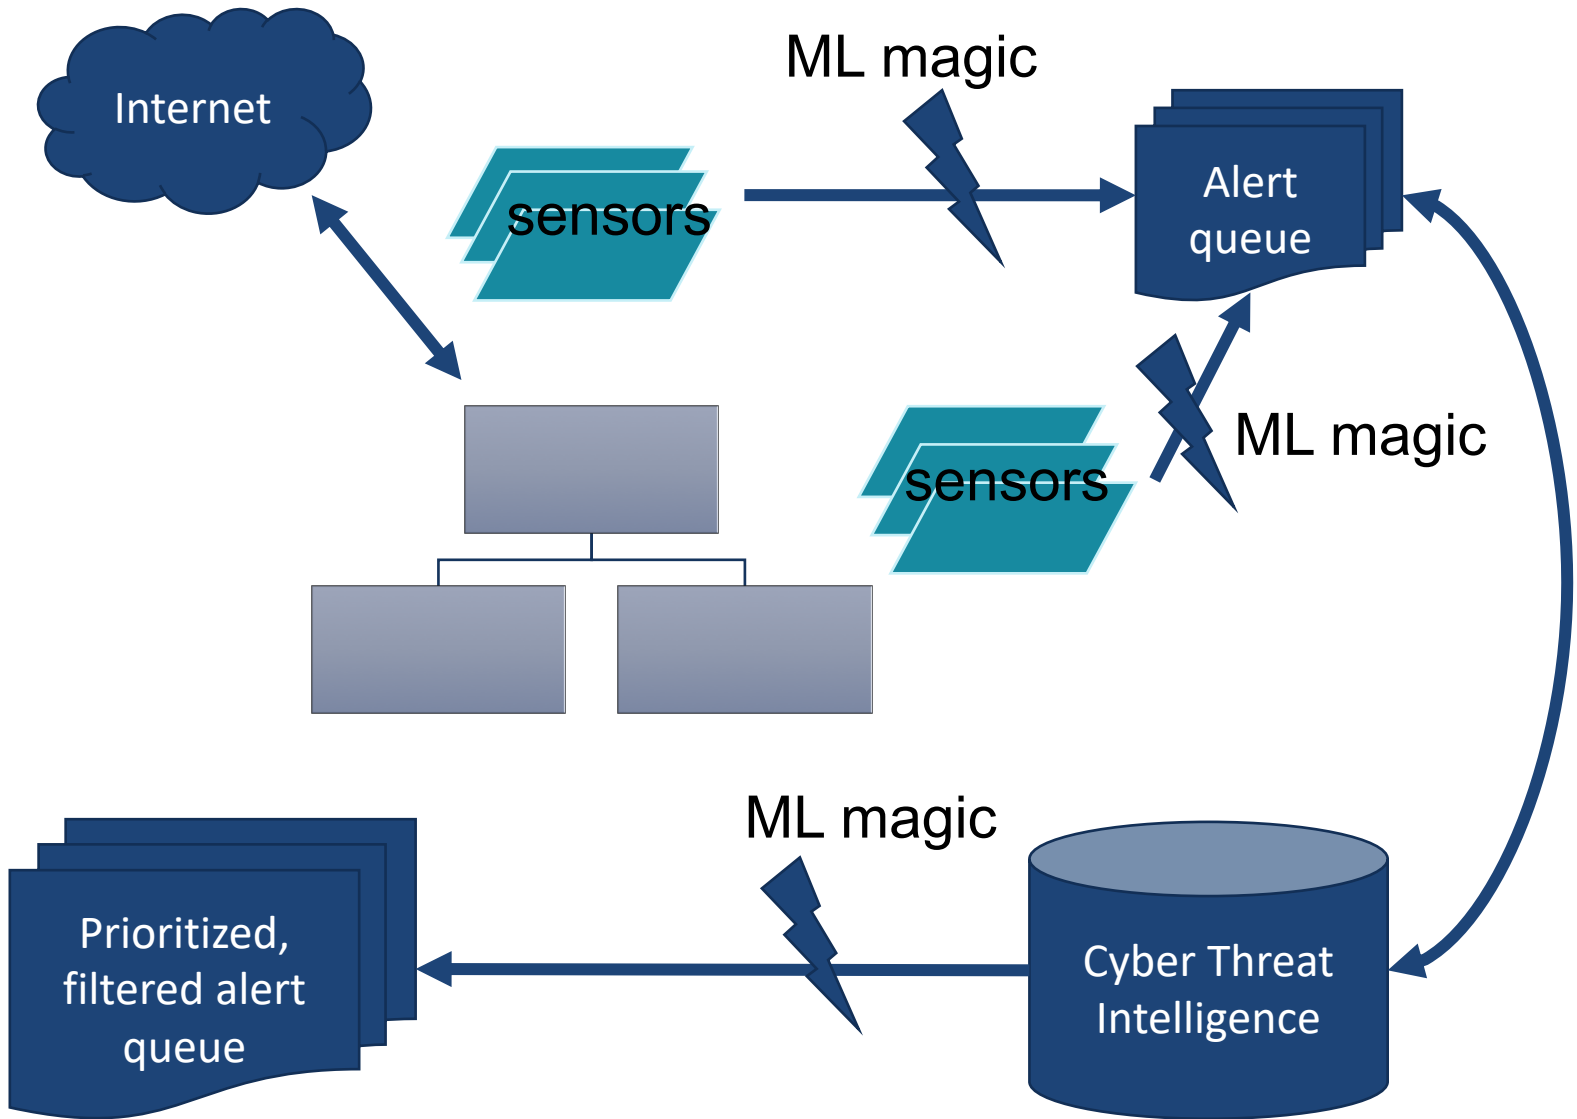 ML magic
Internet
Alert
queue
sensors
ML magic
sensors
ML magic
Prioritized,
filtered alert
queue
Cyber Threat
Intelligence